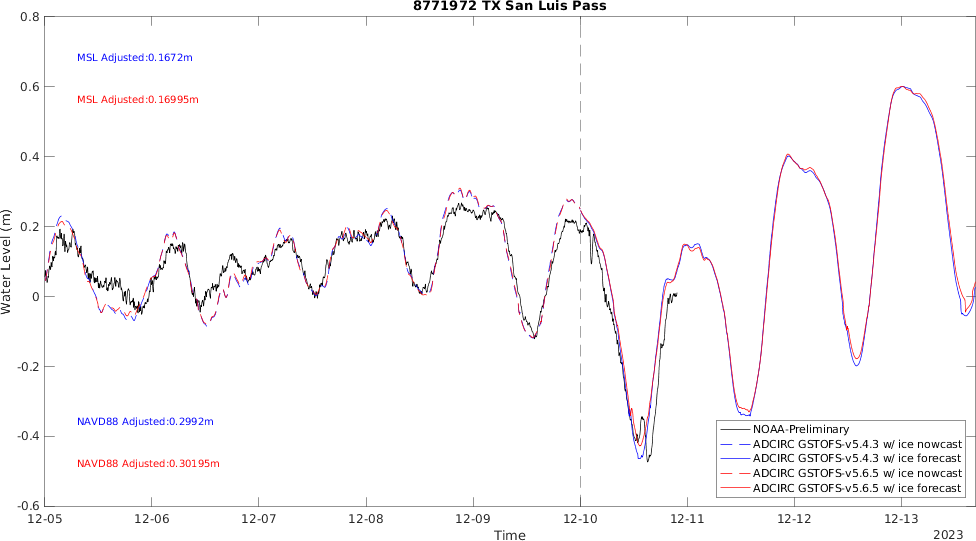 8771972 TX San Luis Pass
0.8
0.6
0.4
0.2
0
-0.2
-0.4
-0.6
Water Level (m)
MSL Adjusted:0.1672m
MSL Adjusted:0.16995m
NAVD88 Adjusted:0.2992m
NAVD88 Adjusted:0.30195m
NOAA-Preliminary
ADCIRC GSTOFS-v5.4.3 w/ ice nowcast
ADCIRC GSTOFS-v5.4.3 w/ ice forecast
ADCIRC GSTOFS-v5.6.5 w/ ice nowcast
ADCIRC GSTOFS-v5.6.5 w/ ice forecast
12-05 12-06 12-07 12-08 12-09 12-10 12-11 12-12 12-13
Time
2023